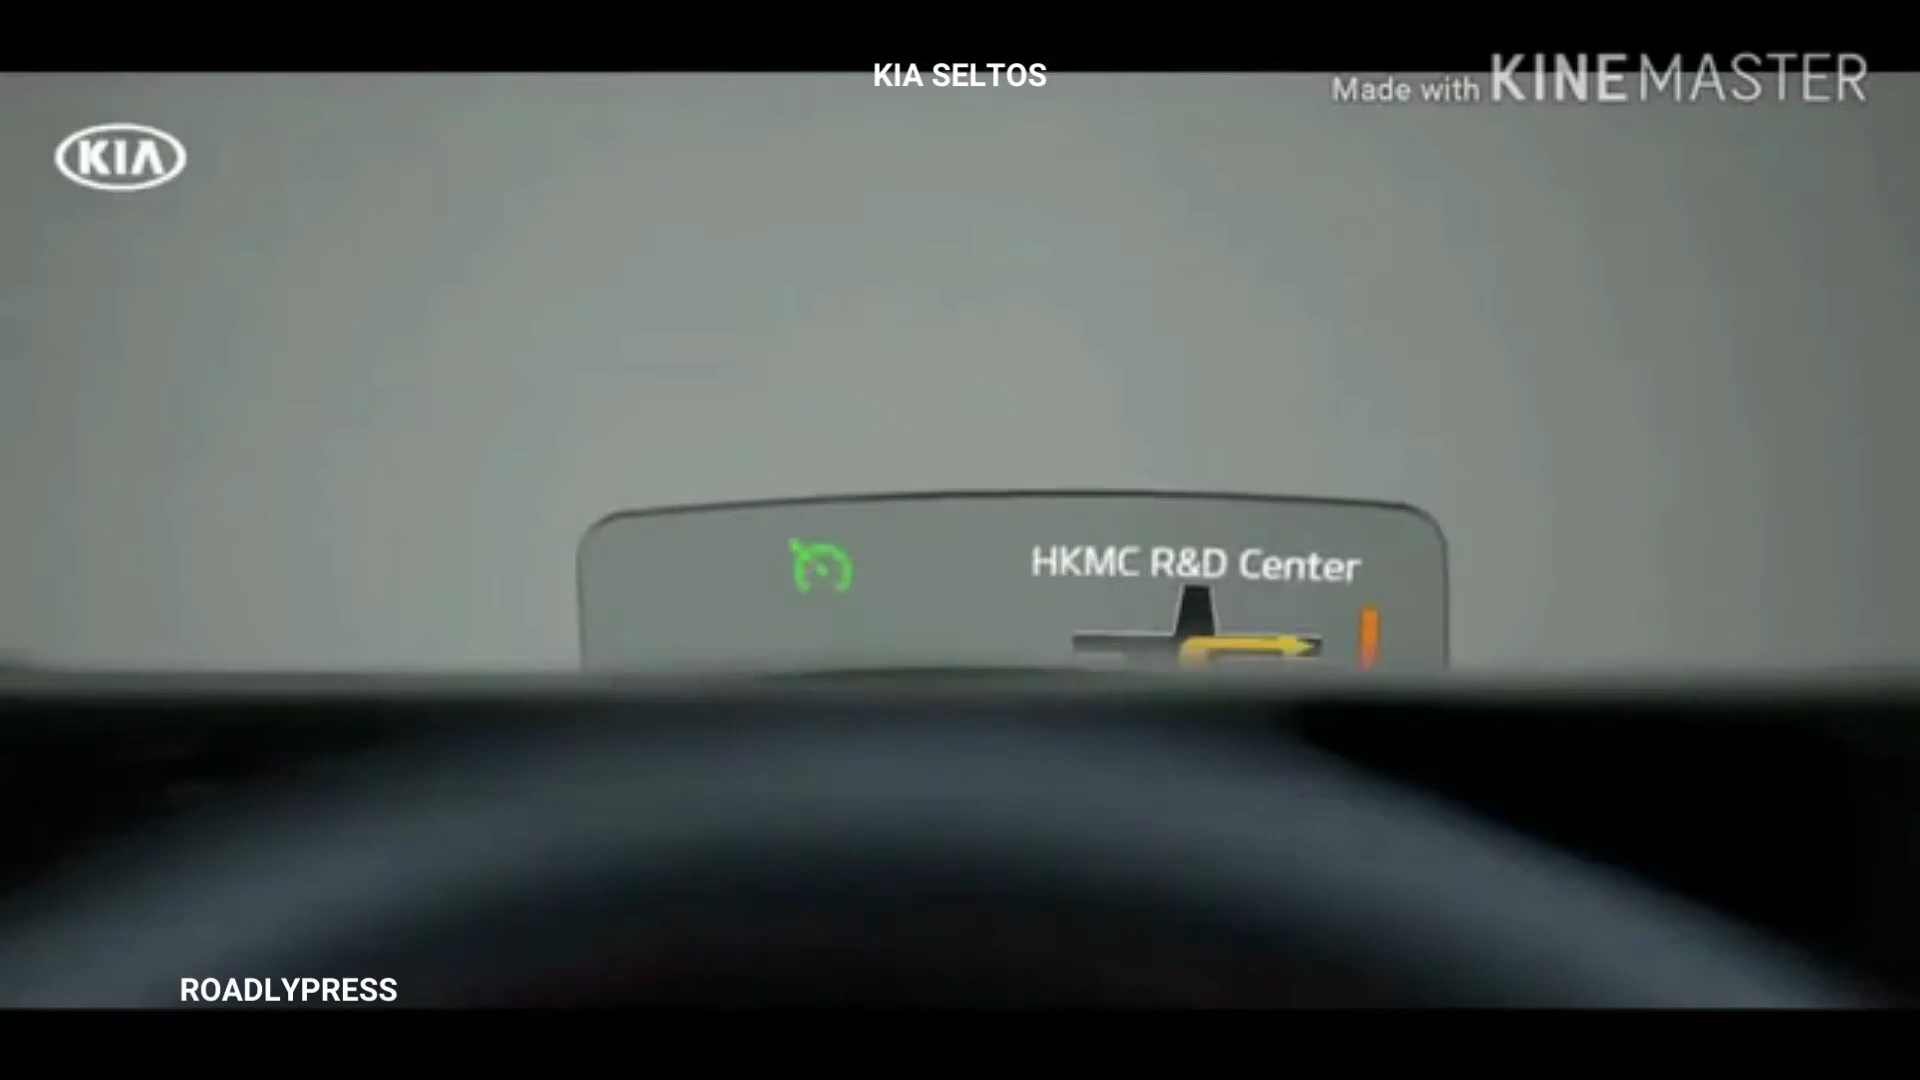 KIA SELTOS
Made with KINEMASTER
KIA
HKMC R&D Center
ROADLYPRESS